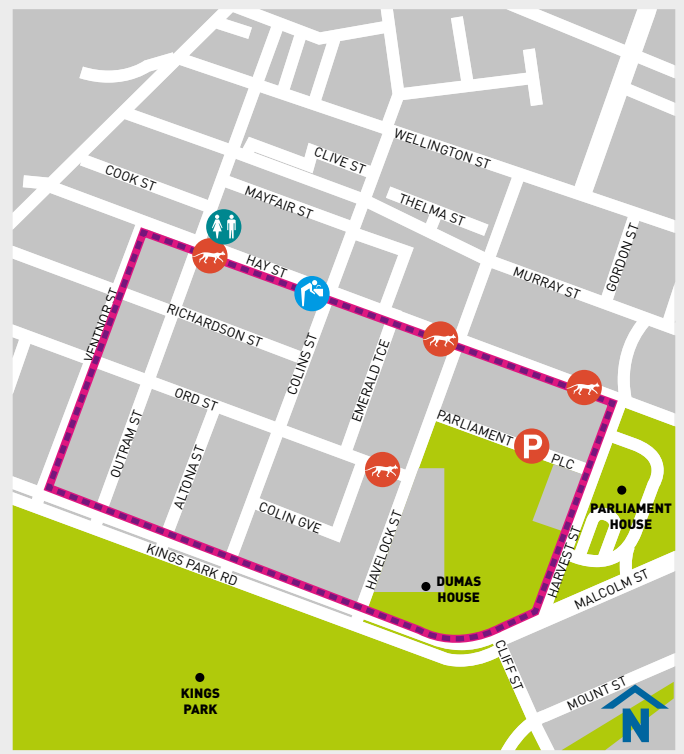 WELLINGTON ST
CLIVE ST
COOK ST
MAYFAIR ST
THELMA ST
GORDON ST
HAY ST
MURRAY ST
VENTNOR ST
RICHARDSON ST
COLINS ST
EMERALD TCE
ORD ST
PARLIAMENT PLC
P
OUTRAM ST
ALTONA ST
COLIN GVE
HAVELOCK ST
PARLIAMENT
HOUSE
HARVEST ST
KINGS PARK RD
DUMAS
HOUSE
MALCOLM ST
CLIFF ST
KINGS
PARK
MOUNT ST
N